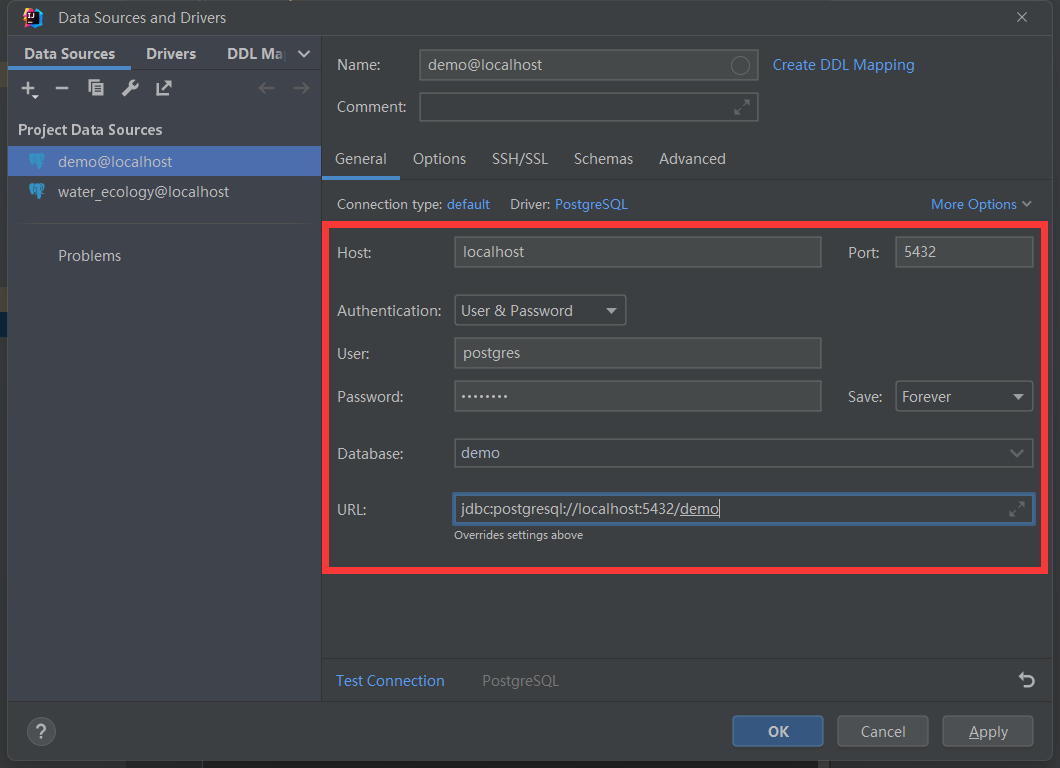 Data Sources and Drivers
Data Sources Drivers DDL Ma
Project Data Sources
demo@localhost
water_ecology@localhost
Problems
Name: demo@localhost Create DDL Mapping
Comment:
General Options SSH/SSL Schemas Advanced
Connection type: default Driver: PostgreSQL More Options
Host: localhost Port: 5432
Authentication: User & Password
User: postgres
Password: •••••••• Save: Forever
Database: demo
URL: jdbc:postgresql://localhost:5432/demo
Overrides settings above
Test Connection PostgreSQL
? OK Cancel Apply